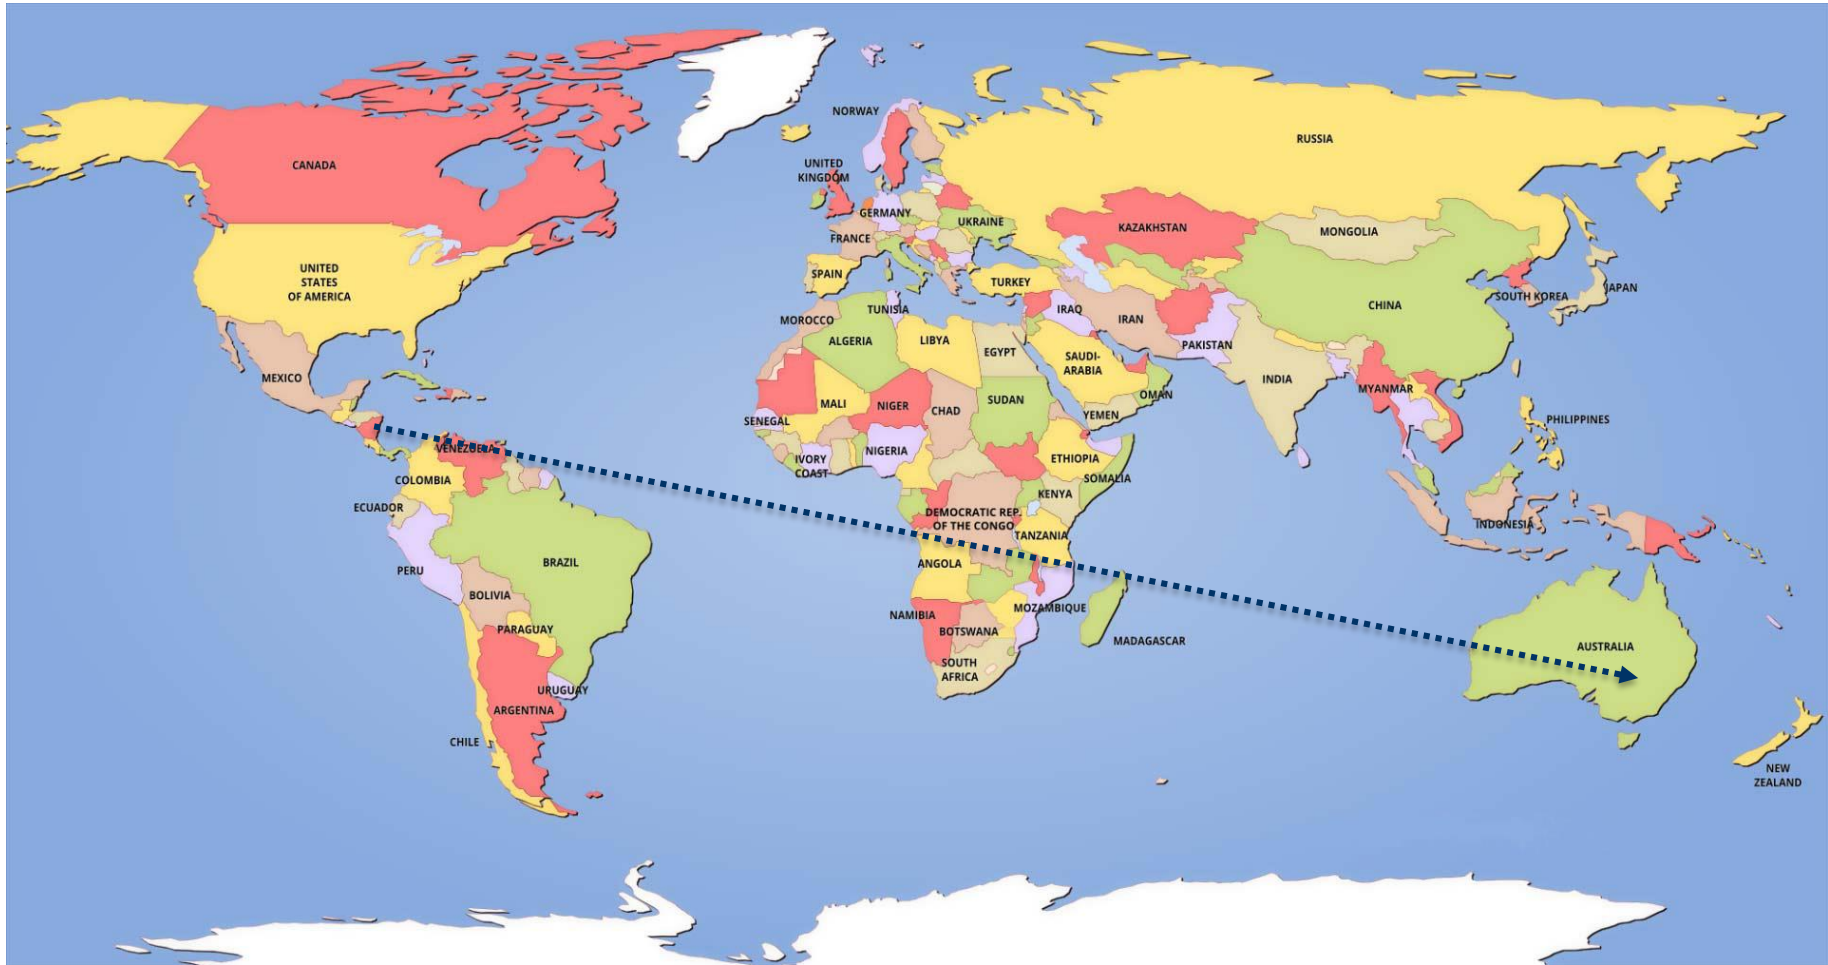 NORWAY
RUSSIA
CANADA
UNITED
KINGDOM
GERMANY
UKRAINE
KAZAKHSTAN
MONGOLIA
FRANCE
UNITED
STATES
OF AMERICA
SPAIN
TURKEY
CHINA
SOUTH KOREA
JAPAN
MOROCCO
TUNISIA
IRAQ
IRAN
ALGERIA
LIBYA
EGYPT
PAKISTAN
SAUDI-
ARABIA
MEXICO
INDIA
MYANMAR
OMAN
MALI
NIGER
CHAD
SUDAN
YEMEN
SENEGAL
PHILIPPINES
VENEZUELA
IVORY
COAST
NIGERIA
ETHIOPIA
COLOMBIA
SOMALIA
KENYA
ECUADOR
DEMOCRATIC REP.
OF THE CONGO
INDONESIA
TANZANIA
BRAZIL
PERU
ANGOLA
BOLIVIA
NAMIBIA
MOZAMBIQUE
PARAGUAY
BOTSWANA
MADAGASCAR
AUSTRALIA
SOUTH
AFRICA
URUGUAY
ARGENTINA
CHILE
NEW
ZEALAND